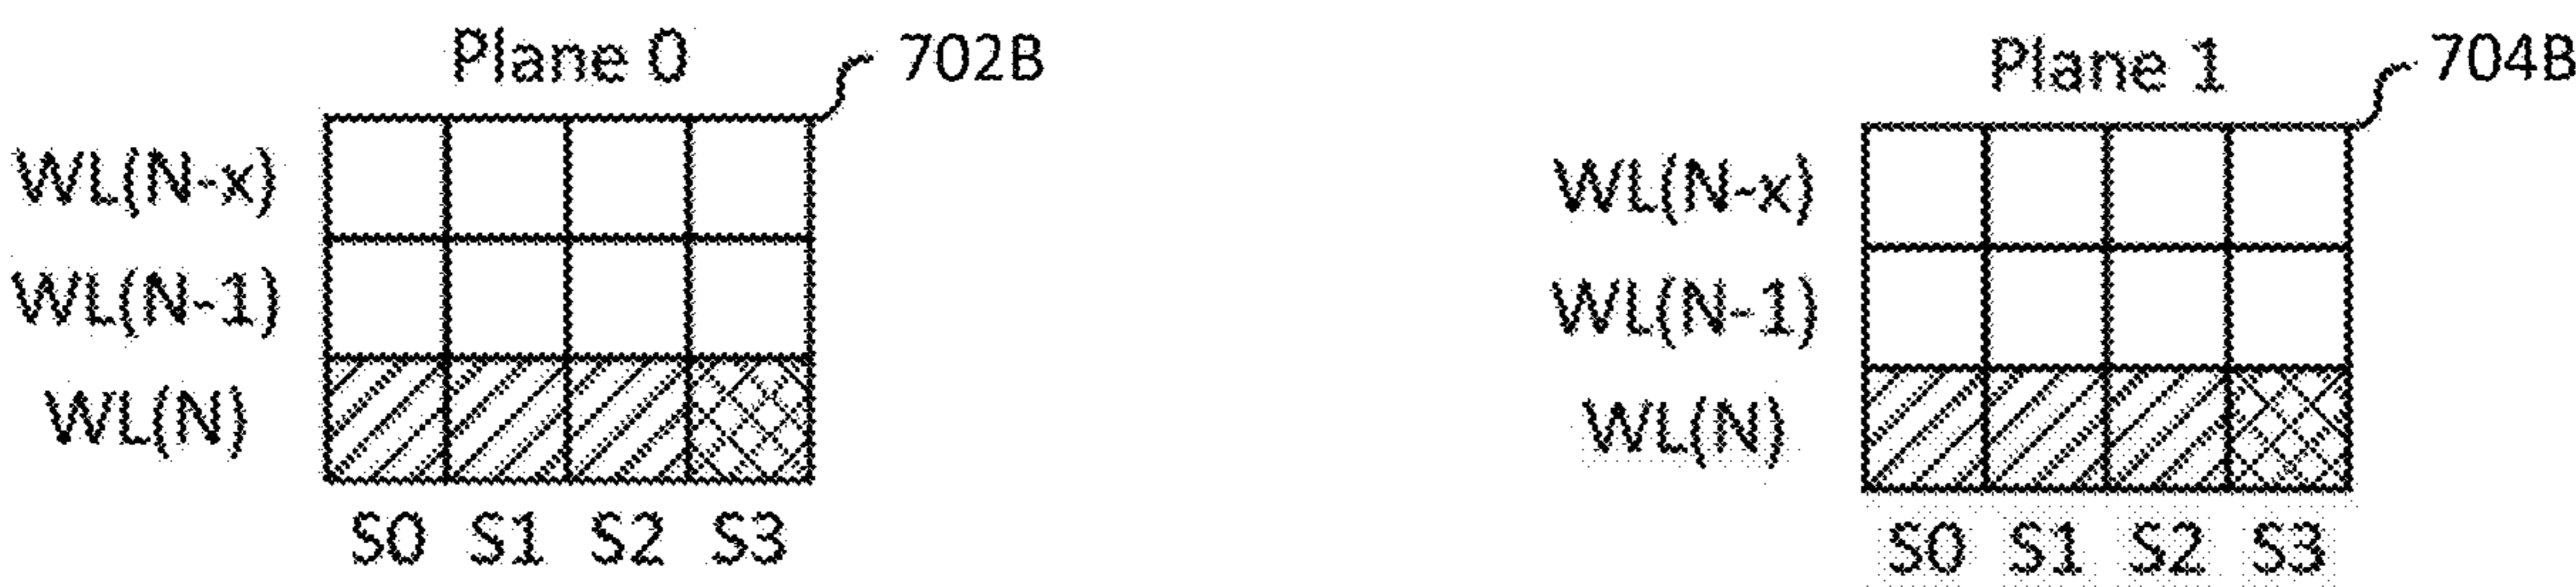 Plane 0 702B
WL(N-x)
WL(N-1)
WL(N)
S0 S1 S2 S3
Plane 1 704B
WL(N-x)
WL(N-1)
WL(N)
S0 S1 S2 S3